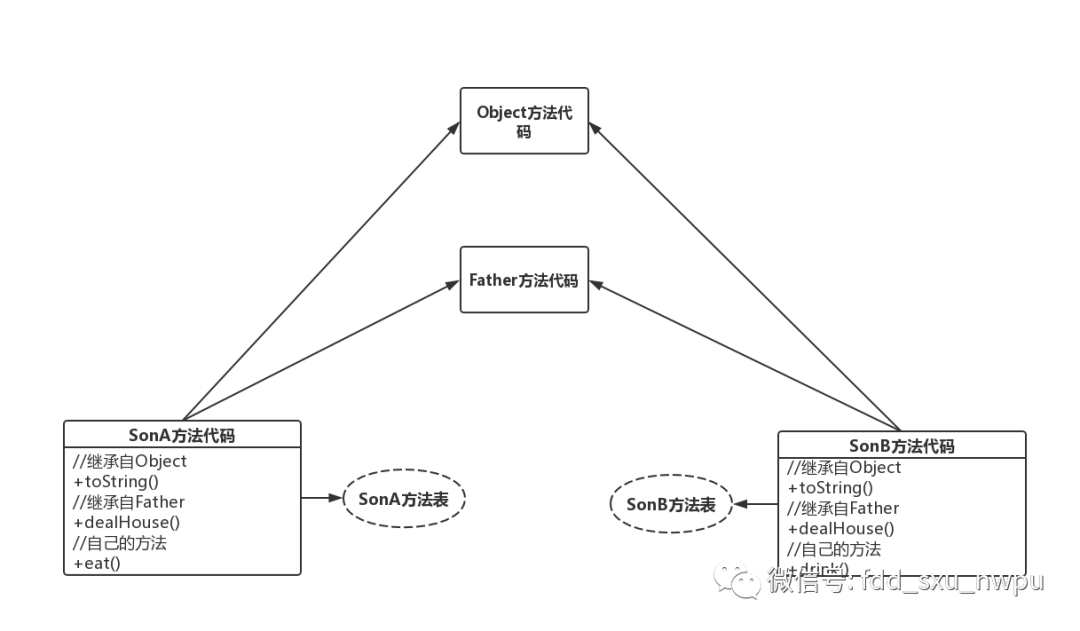 Object方法代
码
Father方法代码
SonA方法代码
//继承自Object
+toString()
//继承自Father
+dealHouse()
//自己的方法
+eat()
SonA方法表
SonB方法表
SonB方法代码
//继承自Object
+toString()
//继承自Father
+dealHouse()
//自己的方法
+drink()
微信号: fdd_sxu_nwpu